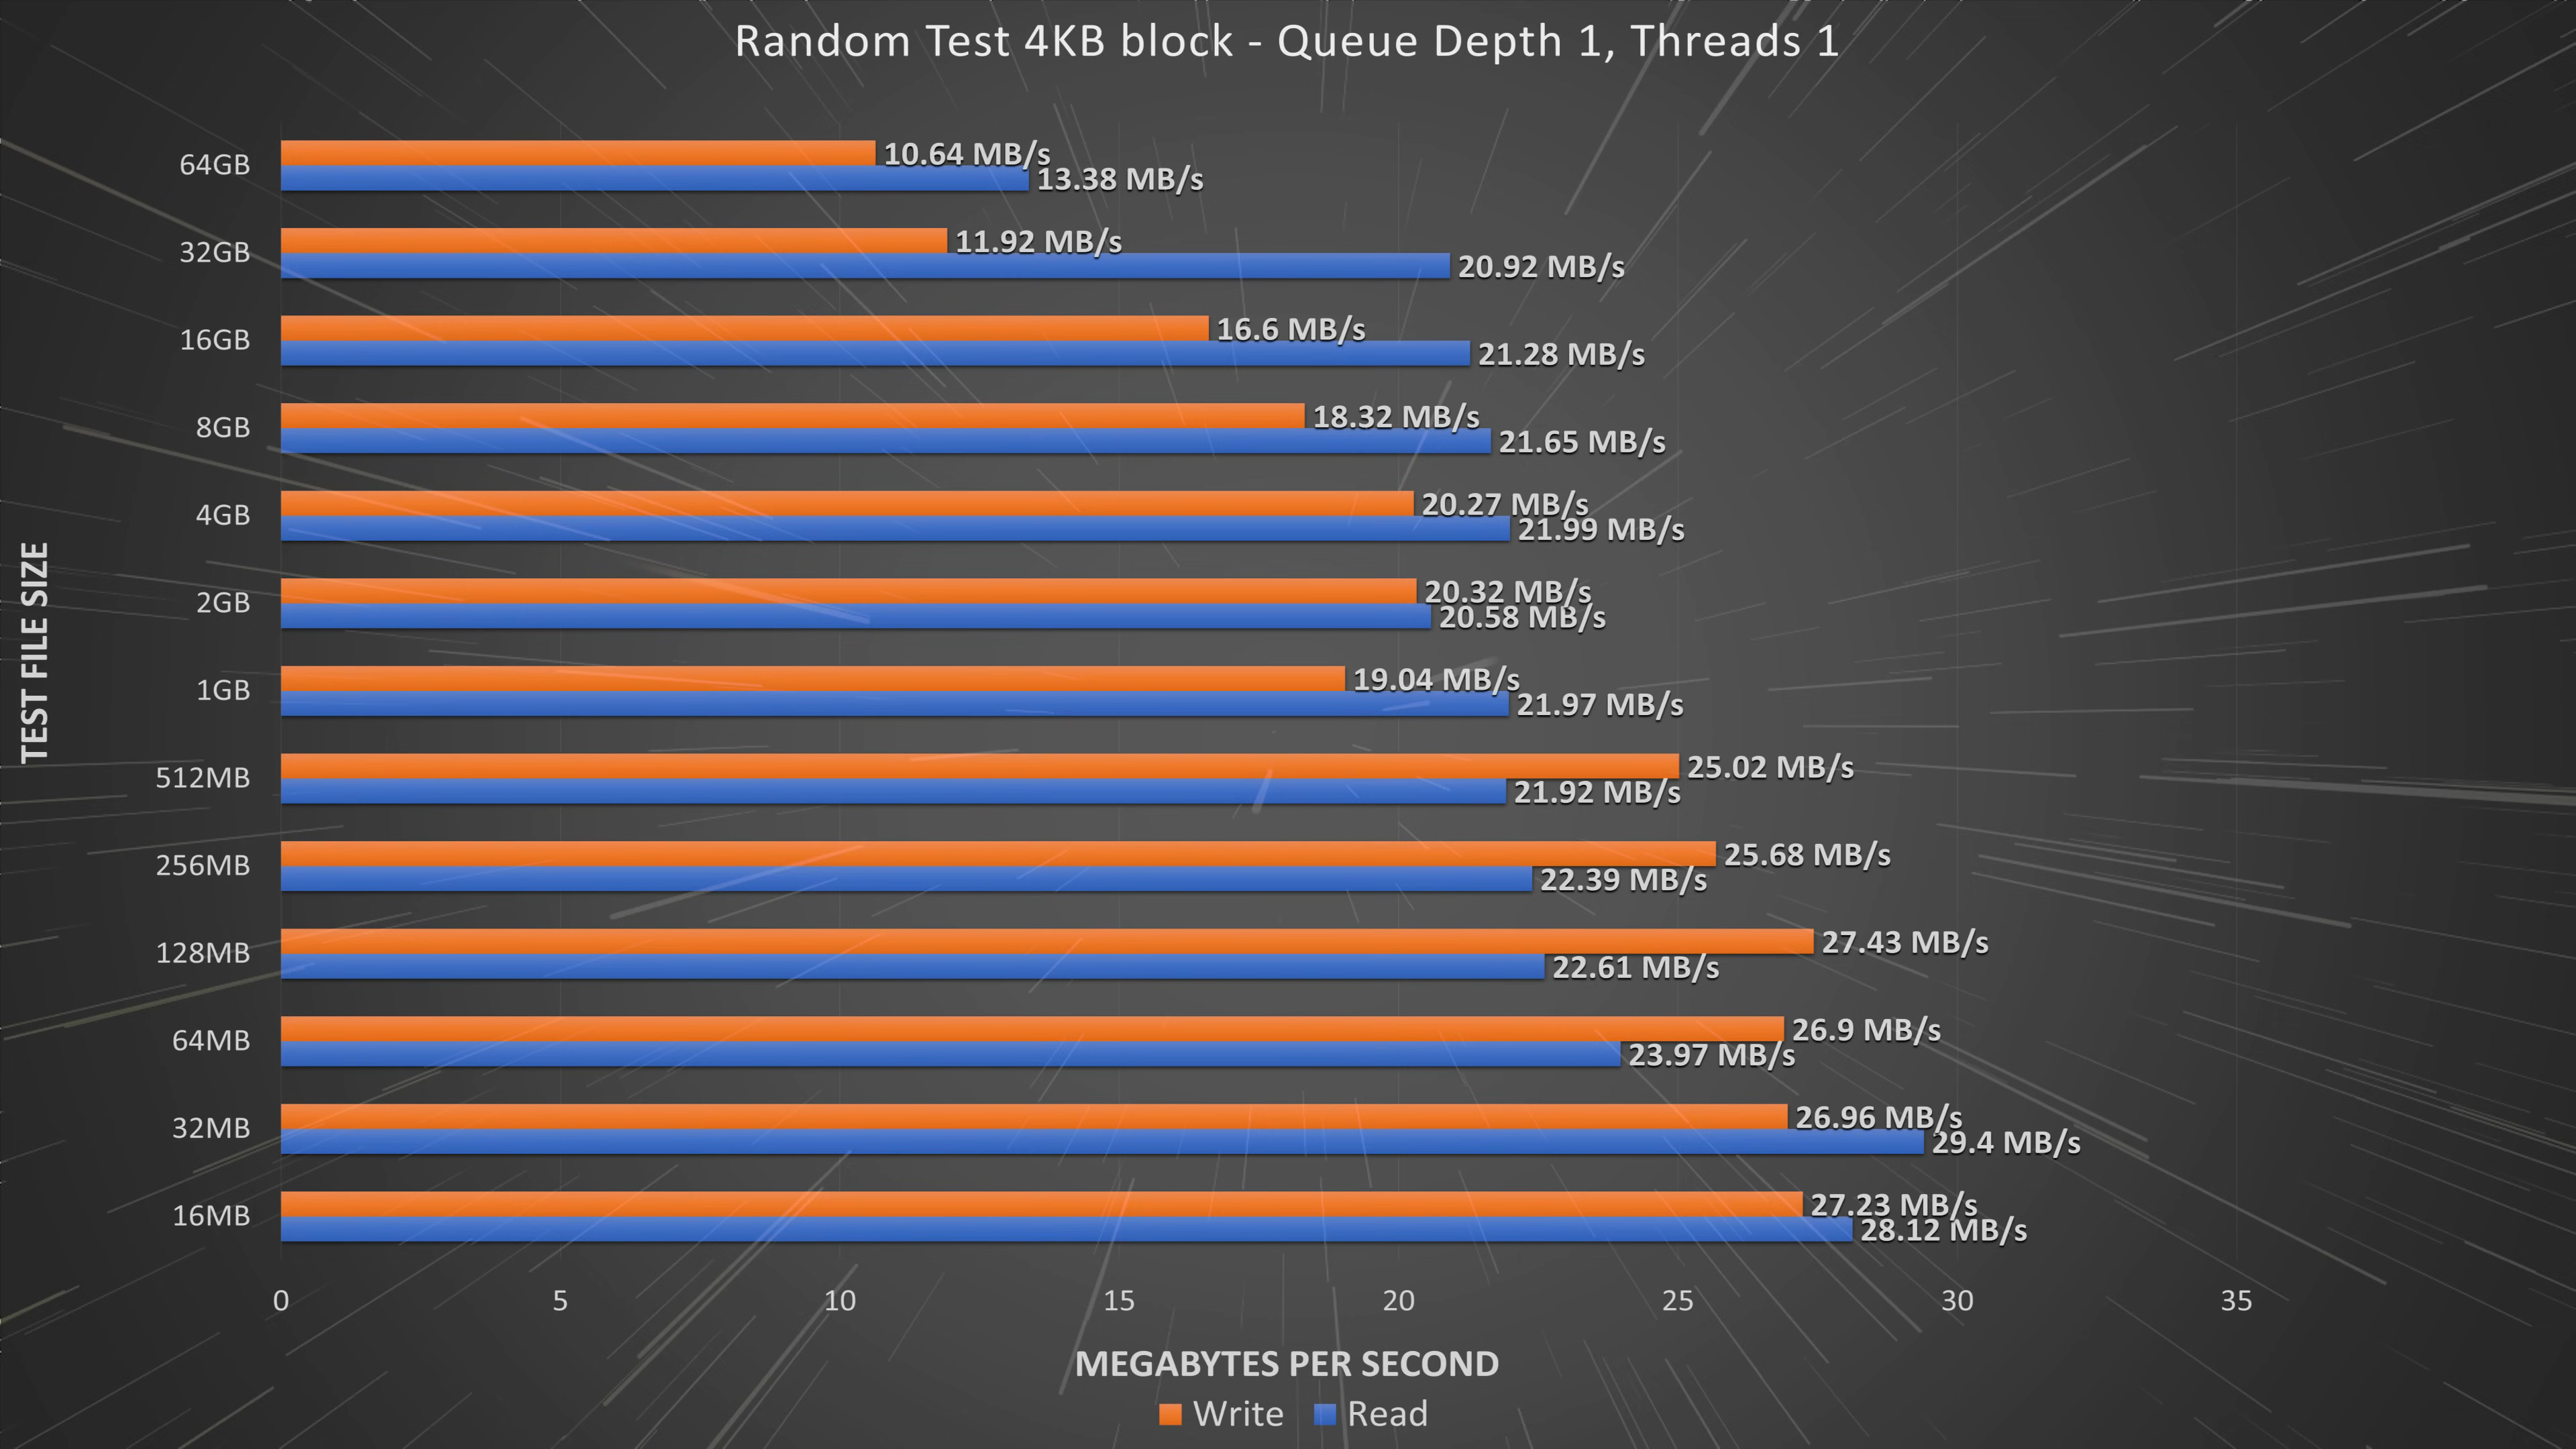 Random Test 4KB block - Queue Depth 1, Threads 1
TEST FILE SIZE
64GB
10.64 MB/s
13.38 MB/s
32GB
11.92 MB/s
20.92 MB/s
16GB
16.6 MB/s
21.28 MB/s
8GB
18.32 MB/s
21.65 MB/s
4GB
20.27 MB/s
21.99 MB/s
2GB
20.32 MB/s
20.58 MB/s
1GB
19.04 MB/s
21.97 MB/s
512MB
25.02 MB/s
21.92 MB/s
256MB
25.68 MB/s
22.39 MB/s
128MB
27.43 MB/s
22.61 MB/s
64MB
26.9 MB/s
23.97 MB/s
32MB
26.96 MB/s
29.4 MB/s
16MB
27.23 MB/s
28.12 MB/s
0 5 10 15 20 25 30 35
MEGABYTES PER SECOND
Write Read